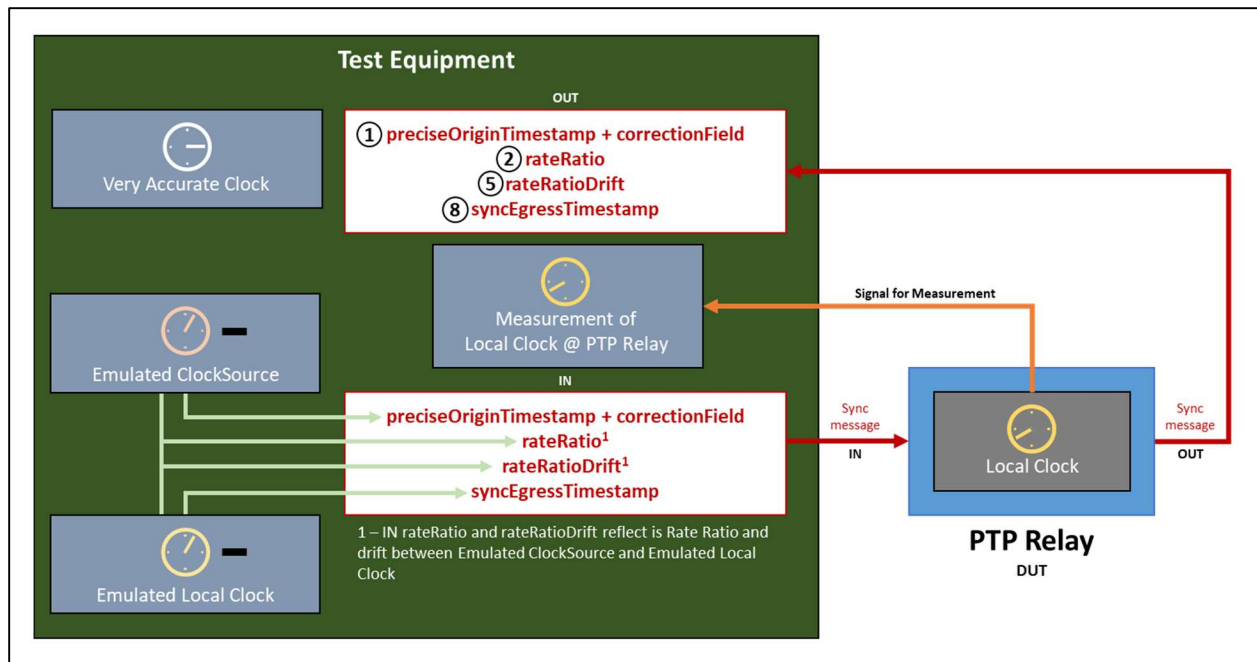 Test Equipment
OUT
① preciseOriginTimestamp + correctionField
② rateRatio
⑤ rateRatioDrift
⑧ syncEgressTimestamp
Very Accurate Clock
Signal for Measurement
Measurement of
Local Clock @ PTP Relay
Emulated ClockSource
IN
preciseOriginTimestamp + correctionField
rateRatio¹
rateRatioDrift¹
syncEgressTimestamp
Sync
message
IN
Local Clock
Sync
message
OUT
1 – IN rateRatio and rateRatioDrift reflect is Rate Ratio and
drift between Emulated ClockSource and Emulated Local
Clock
Emulated Local Clock
PTP Relay
DUT